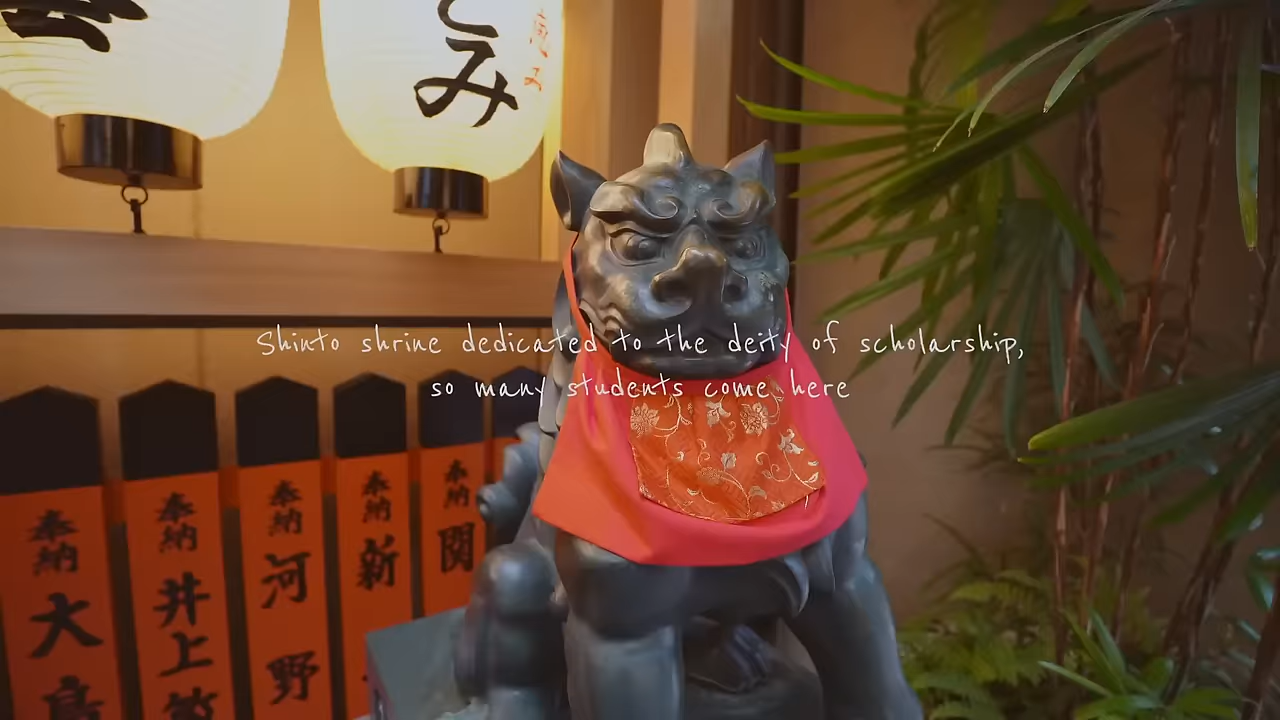 み
Shinto shrine dedicated to the deity of scholarship,
so many students come here
奉納 大島
奉納 井上
奉納 河野
奉納 新
奉納 関